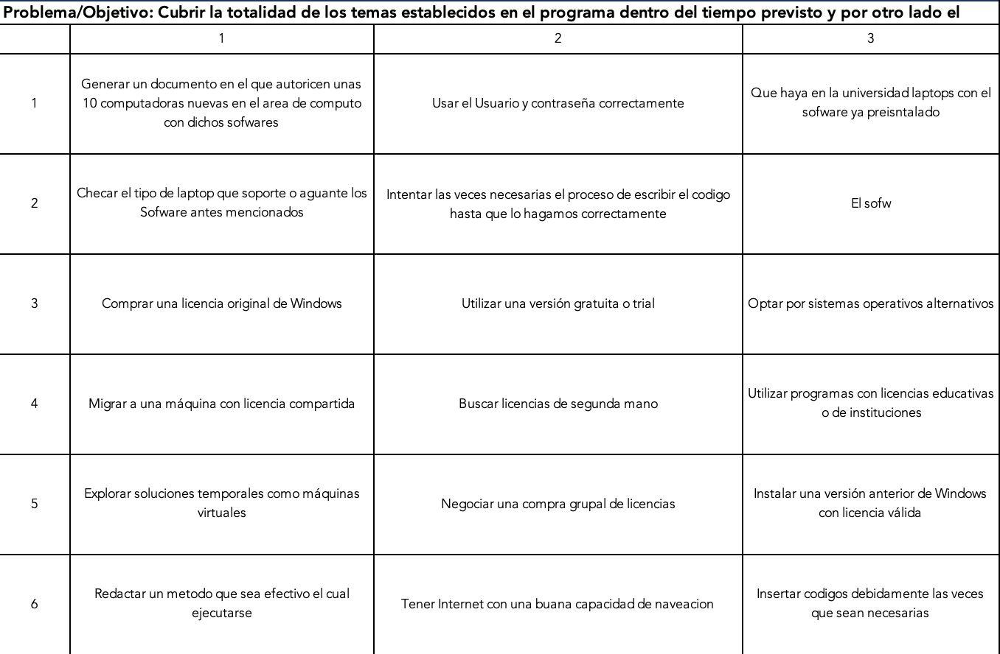 Problema/Objetivo: Cubrir la totalidad de los temas establecidos en el programa dentro del tiempo previsto y por otro lado el
1 2 3
1
Generar un documento en el que autoricen unas
10 computadoras nuevas en el area de computo
con dichos sofwares
Usar el Usuario y contraseña correctamente
Que haya en la universidad laptops con el
sofware ya preisntalado
2
Checar el tipo de laptop que soporte o aguante los
Sofware antes mencionados
Intentar las veces necesarias el proceso de escribir el codigo
hasta que lo hagamos correctamente
El sofw
3
Comprar una licencia original de Windows
Utilizar una versión gratuita o trial
Optar por sistemas operativos alternativos
4
Migrar a una máquina con licencia compartida
Buscar licencias de segunda mano
Utilizar programas con licencias educativas
o de instituciones
5
Explorar soluciones temporales como máquinas
virtuales
Negociar una compra grupal de licencias
Instalar una versión anterior de Windows
con licencia válida
6
Redactar un metodo que sea efectivo el cual
ejecutarse
Tener Internet con una buana capacidad de naveacion
Insertar codigos debidamente las veces
que sean necesarias